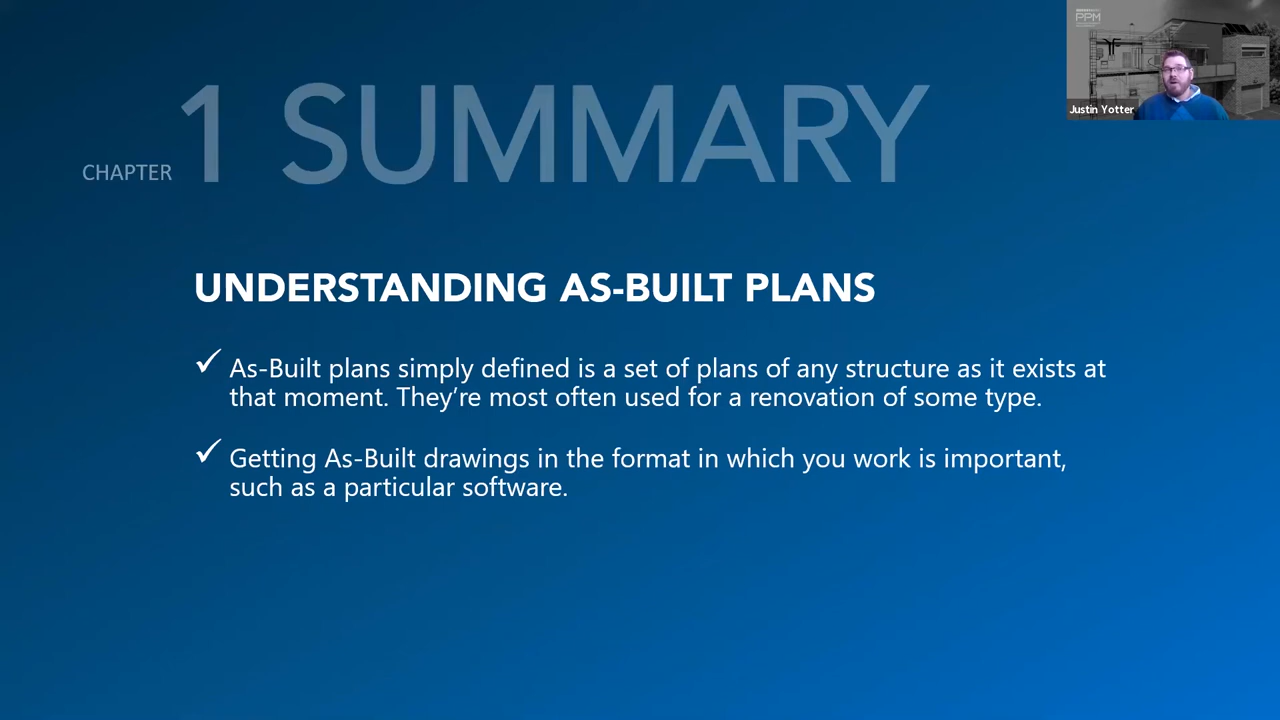 PPM
Justin Yotter
CHAPTER 1 SUMMARY
UNDERSTANDING AS-BUILT PLANS
✓ As-Built plans simply defined is a set of plans of any structure as it exists at
that moment. They’re most often used for a renovation of some type.
✓ Getting As-Built drawings in the format in which you work is important,
such as a particular software.